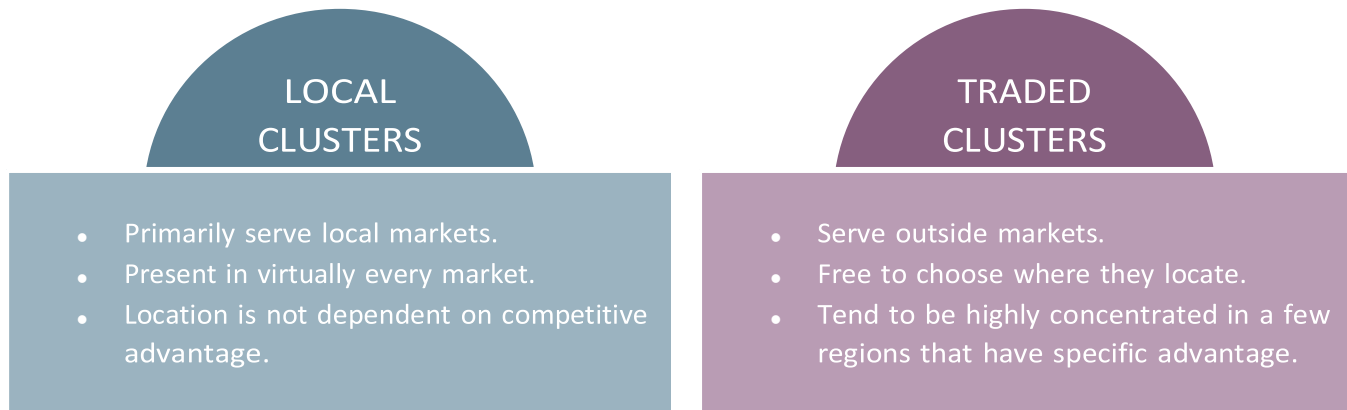 LOCAL
CLUSTERS
• Primarily serve local markets.
• Present in virtually every market.
• Location is not dependent on competitive
advantage.
TRADED
CLUSTERS
• Serve outside markets.
• Free to choose where they locate.
• Tend to be highly concentrated in a few
regions that have specific advantage.